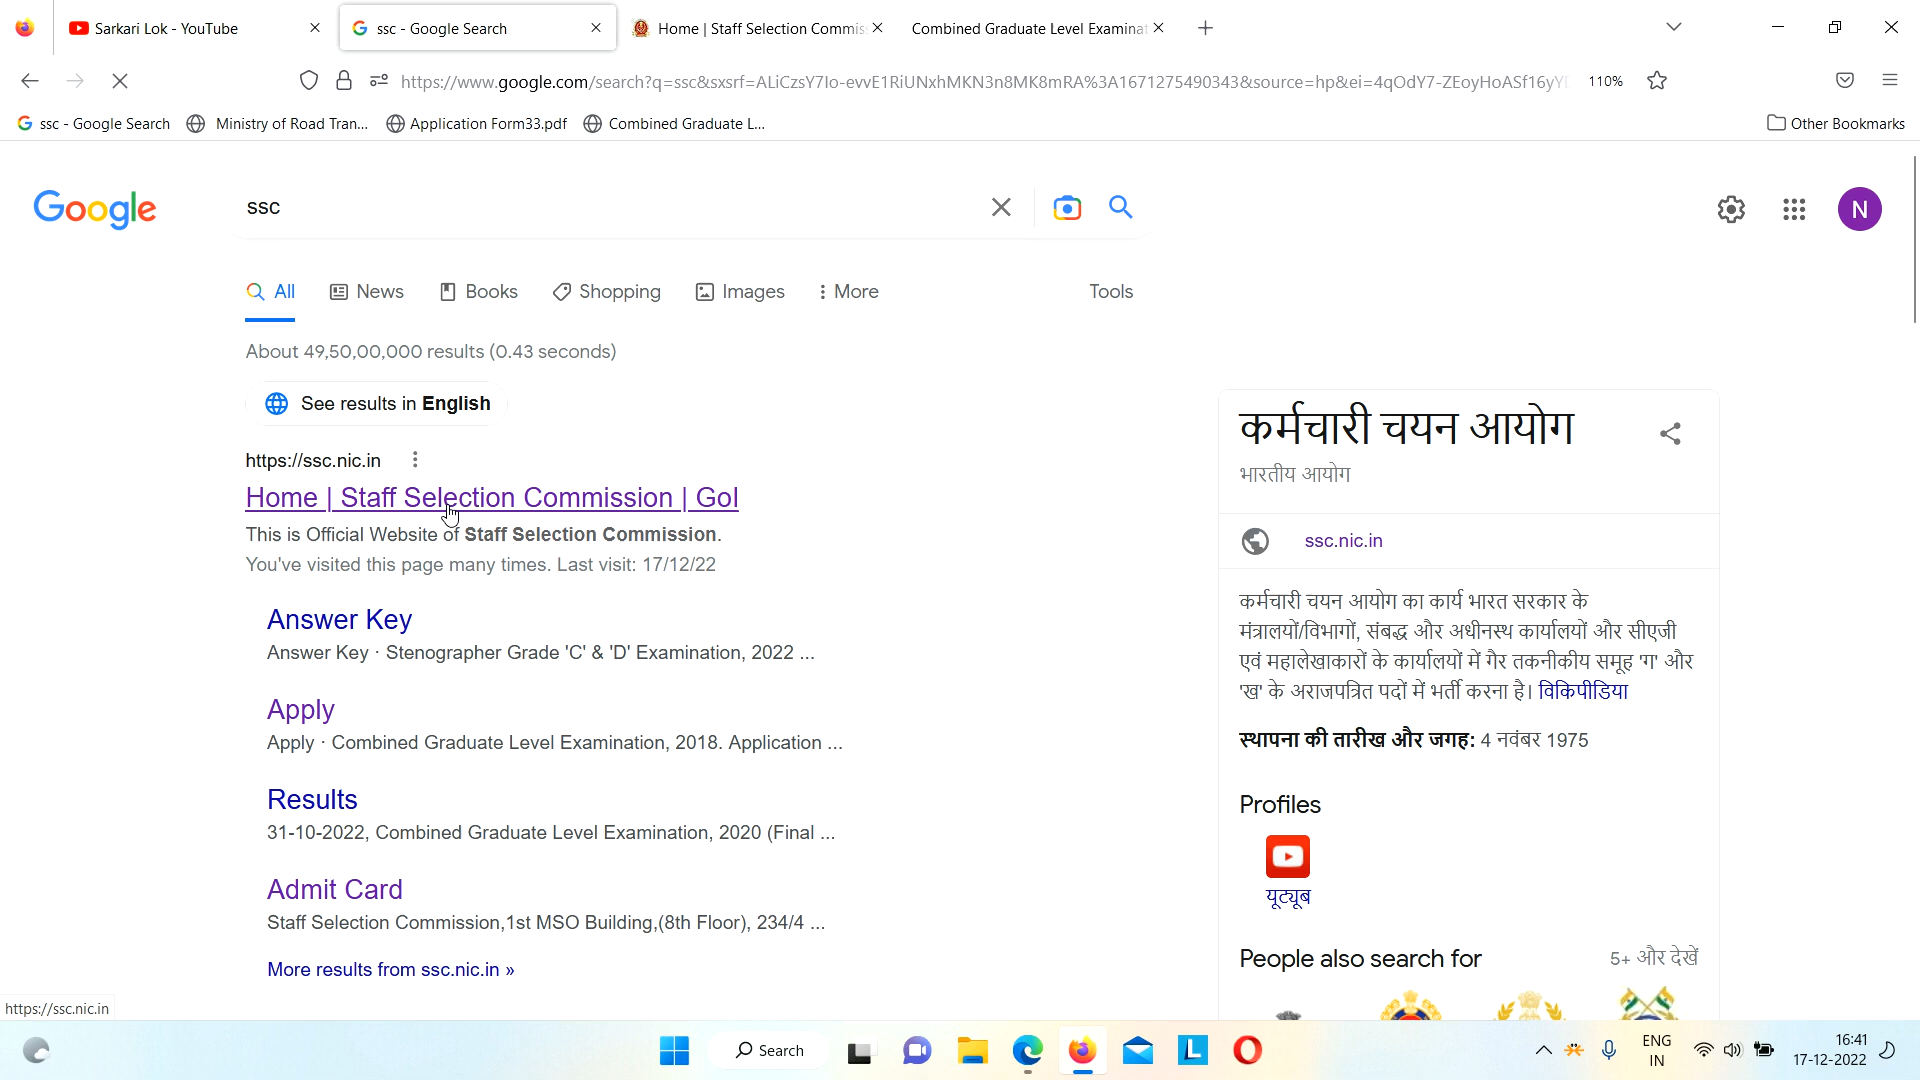 Sarkari Lok - YouTube
ssc - Google Search
Home | Staff Selection Commis
Combined Graduate Level Examinat
https://www.google.com/search?q=ssc&sxsrf=ALiCzsY7Io-evvE1RiUNxhMKN3n8MK8mRA%3A1671275490343&source=hp&ei=4qOdY7-ZEoyHoASf16yY
110%
ssc - Google Search
Ministry of Road Tran...
Application Form33.pdf
Combined Graduate L...
Other Bookmarks
Google
ssc
N
All
News
Books
Shopping
Images
More
Tools
About 49,50,00,000 results (0.43 seconds)
See results in English
https://ssc.nic.in
Home | Staff Selection Commission | GoI
This is Official Website of Staff Selection Commission.
You've visited this page many times. Last visit: 17/12/22
Answer Key
Answer Key · Stenographer Grade 'C' & 'D' Examination, 2022 ...
Apply
Apply · Combined Graduate Level Examination, 2018. Application ...
Results
31-10-2022, Combined Graduate Level Examination, 2020 (Final ...
Admit Card
Staff Selection Commission,1st MSO Building,(8th Floor), 234/4 ...
More results from ssc.nic.in »
कर्मचारी चयन आयोग
भारतीय आयोग
ssc.nic.in
कर्मचारी चयन आयोग का कार्य भारत सरकार के
मंत्रालयों/विभागों, संबद्ध और अधीनस्थ कार्यालयों और सीएजी
एवं महालेखाकारों के कार्यालयों में गैर तकनीकीय समूह 'ग' और
'ख' के अराजपत्रित पदों में भर्ती करना है। विकिपीडिया
स्थापना की तारीख और जगह: 4 नवंबर 1975
Profiles
यूट्यूब
People also search for
5+ और देखें
https://ssc.nic.in
Search
L
ENG
IN
16:41
17-12-2022